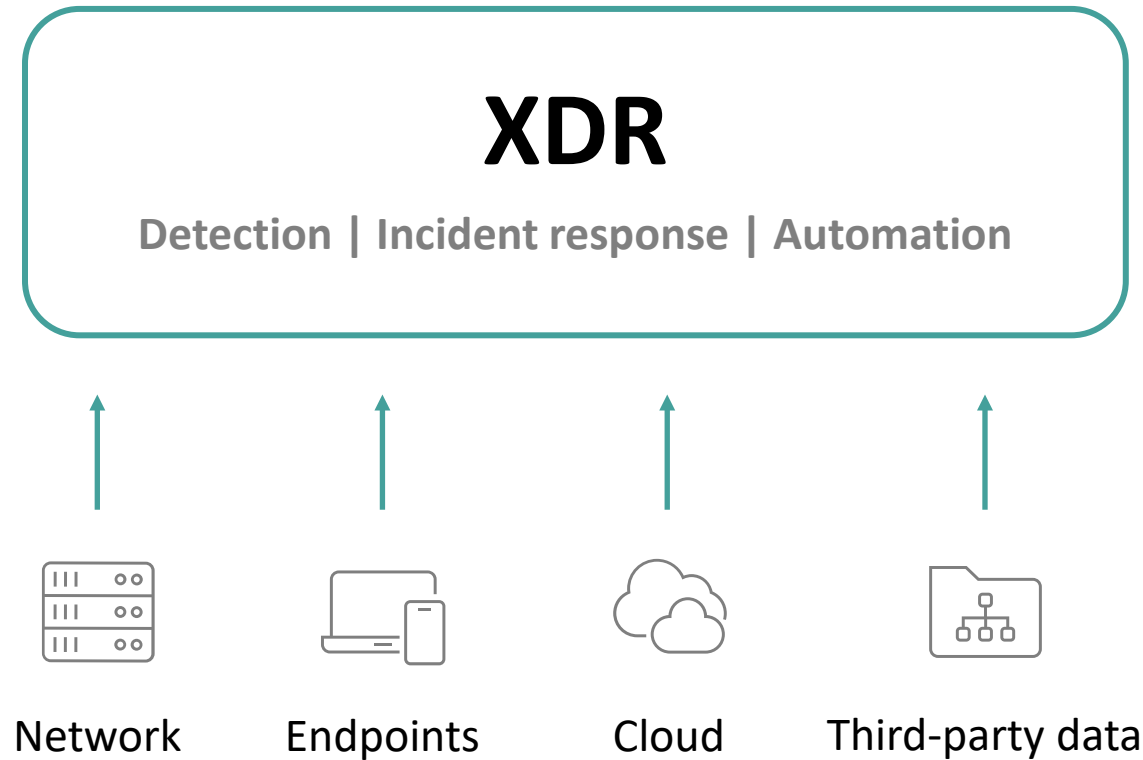 XDR
Detection | Incident response | Automation
Network Endpoints Cloud Third-party data